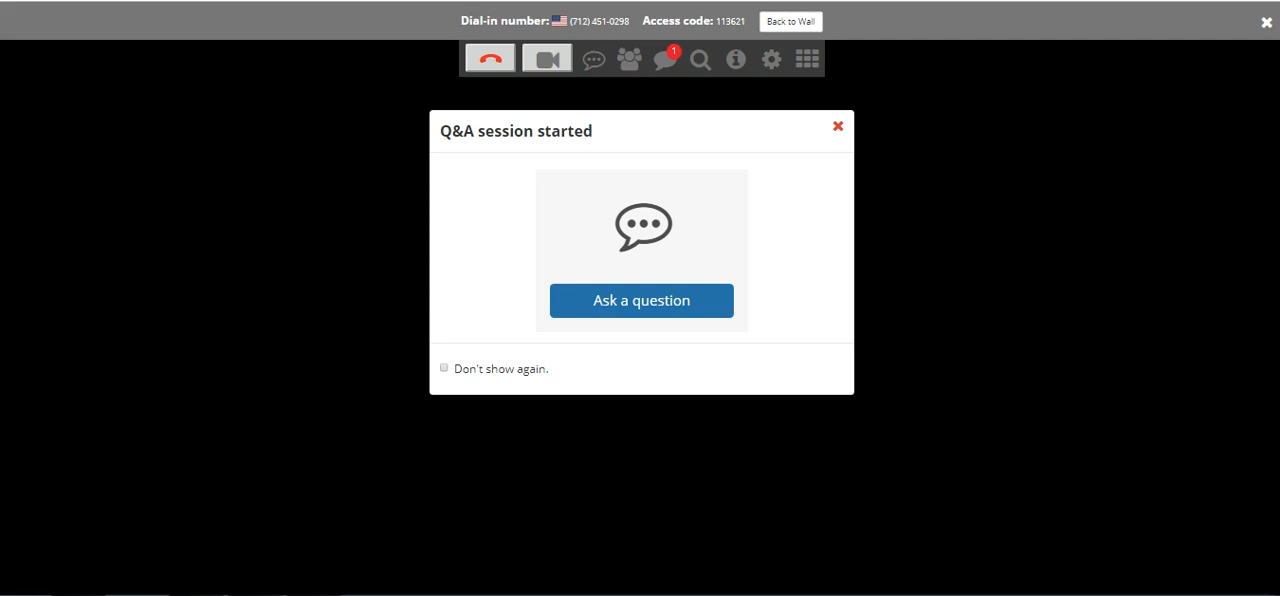 Dial-in number: (712) 451-0298 Access code: 113621 Back to Wall
1
Q&A session started
Ask a question
Don't show again.